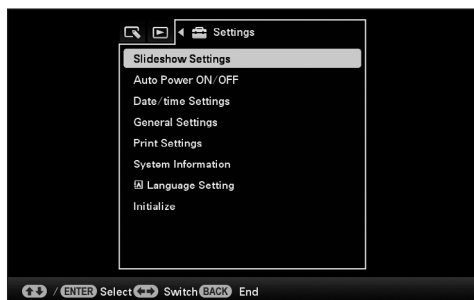 Settings
Slideshow Settings
Auto Power ON/OFF
Date/time Settings
General Settings
Print Settings
System Information
A Language Setting
Initialize
/ ENTER Select Switch BACK End